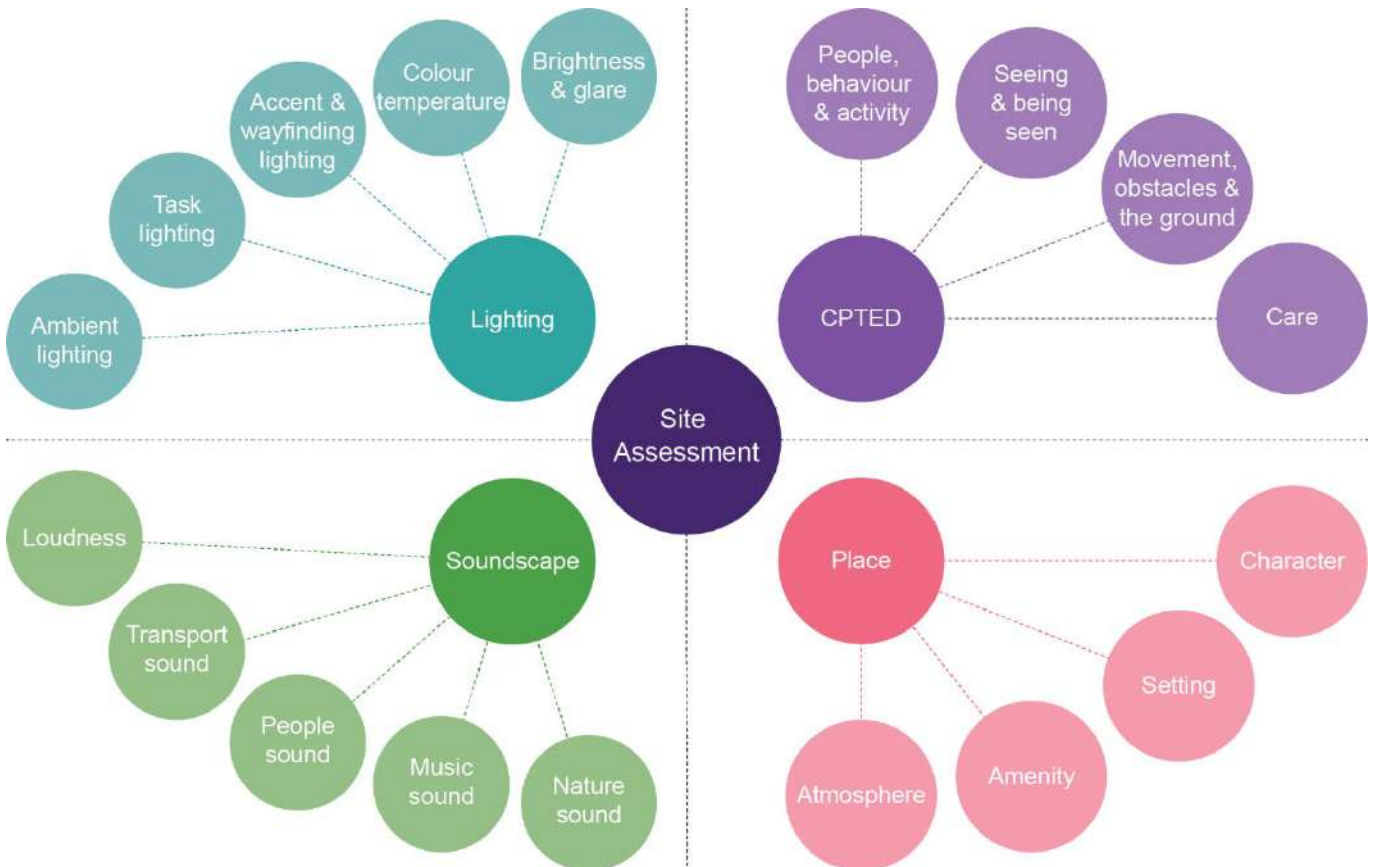 Brightness
& glare
Colour
temperature
Accent &
wayfinding
lighting
Task
lighting
Ambient
lighting
Lighting
People,
behaviour
& activity
Seeing
& being
seen
Movement,
obstacles &
the ground
Care
CPTED
Site
Assessment
Loudness
Transport
sound
People
sound
Music
sound
Nature
sound
Soundscape
Place
Character
Setting
Amenity
Atmosphere